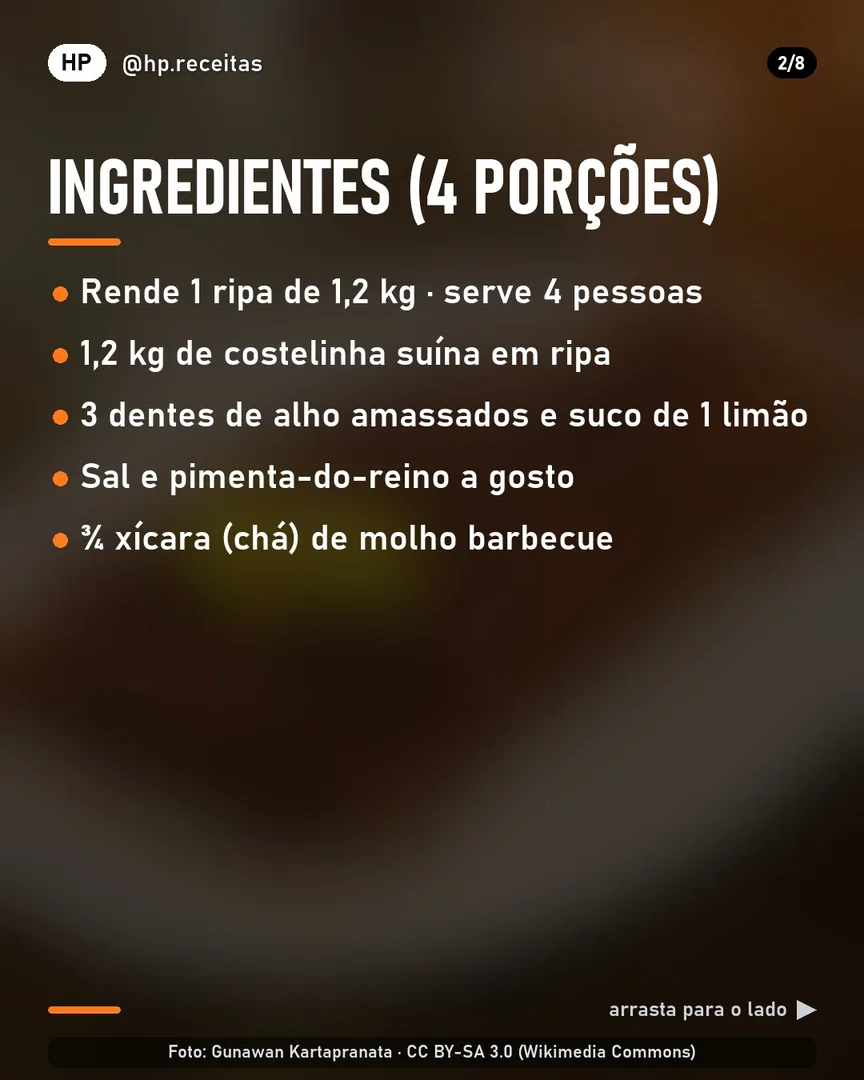 HP @hp.receitas 2/8
INGREDIENTES (4 PORÇÕES)
Rende 1 ripa de 1,2 kg · serve 4 pessoas
1,2 kg de costelinha suína em ripa
3 dentes de alho amassados e suco de 1 limão
Sal e pimenta-do-reino a gosto
¾ xícara (chá) de molho barbecue
arrasta para o lado ▶
Foto: Gunawan Kartapranata · CC BY-SA 3.0 (Wikimedia Commons)